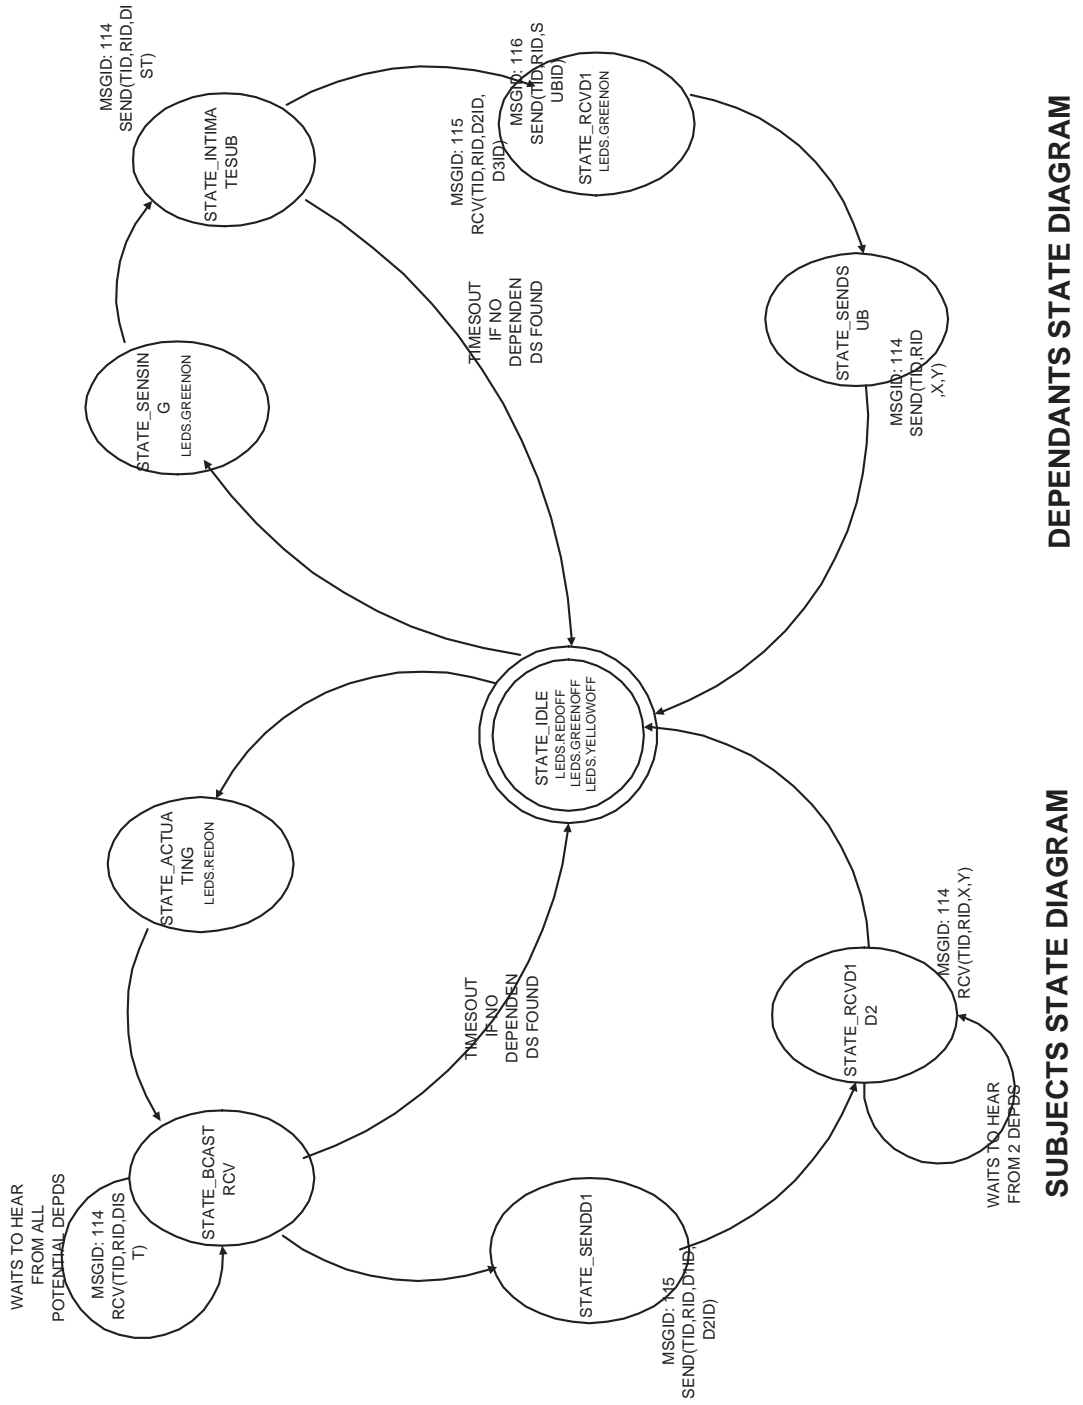 WAITS TO HEAR
FROM ALL
POTENTIAL DEPDS
MSGID: 114
RCV(TID,RID,DIS
T)
STATE_BCAST
RCV
STATE_ACTUA
TING
LEDS.REDON
STATE_SENSIN
G
LEDS.GREENON
STATE_INTIMA
TESUB
MSGID: 114
SEND(TID,RID,DI
ST)
TIMESOUT
IF NO
DEPENDEN
DS FOUND
TIMESOUT
IF NO
DEPENDEN
DS FOUND
MSGID: 115
RCV(TID,RID,D2ID,
D3ID)
MSGID: 116
SEND(TID,RID,S
UBID)
STATE_RCVD1
LEDS.GREENON
STATE_IDLE
LEDS.REDOFF
LEDS.GREENOFF
LEDS.YELLOWOFF
STATE_SENDD1
MSGID: 115
SEND(TID,RID,D1ID,
D2ID)
STATE_RCVD1
D2
MSGID: 114
RCV(TID,RID,X,Y)
WAITS TO HEAR
FROM 2 DEPDS
STATE_SENDS
UB
MSGID: 114
SEND(TID,RID
,X,Y)
SUBJECTS STATE DIAGRAM
DEPENDANTS STATE DIAGRAM